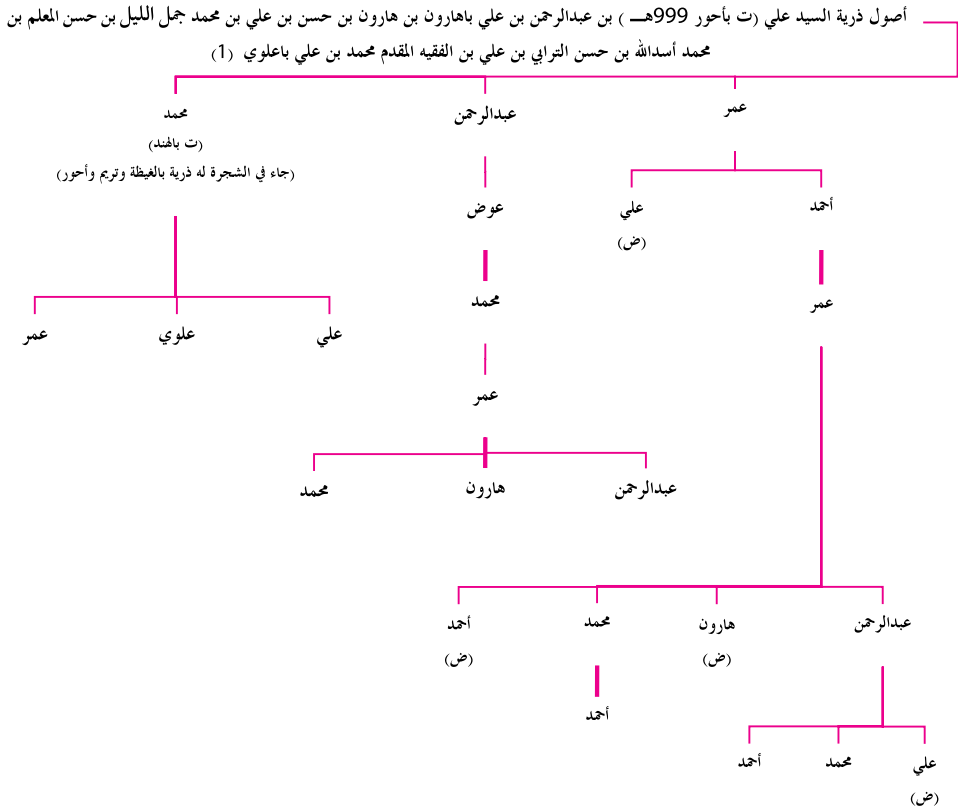 أصول ذرية السيد علي (ت بأحور 999هـــ ) بن عبدالرحمن بن علي باهارون بن هارون بن حسن بن علي بن محمد جمل الليل بن حسن المعلم بن
محمد أسدالله بن حسن الترابي بن علي بن الفقيه المقدم محمد بن علي باعلوي (1)
عمر عبدالرحمن محمد
(ت بالهند)
(جاء في الشجرة له ذرية بالغيظة وتريم وأحور)
أحمد علي عوض
(ض)
عمر محمد
علي علوي عمر
عمر
عبدالرحمن هارون محمد
عبدالرحمن هارون محمد أحمد
(ض) (ض)
أحمد
علي محمد أحمد
(ض)